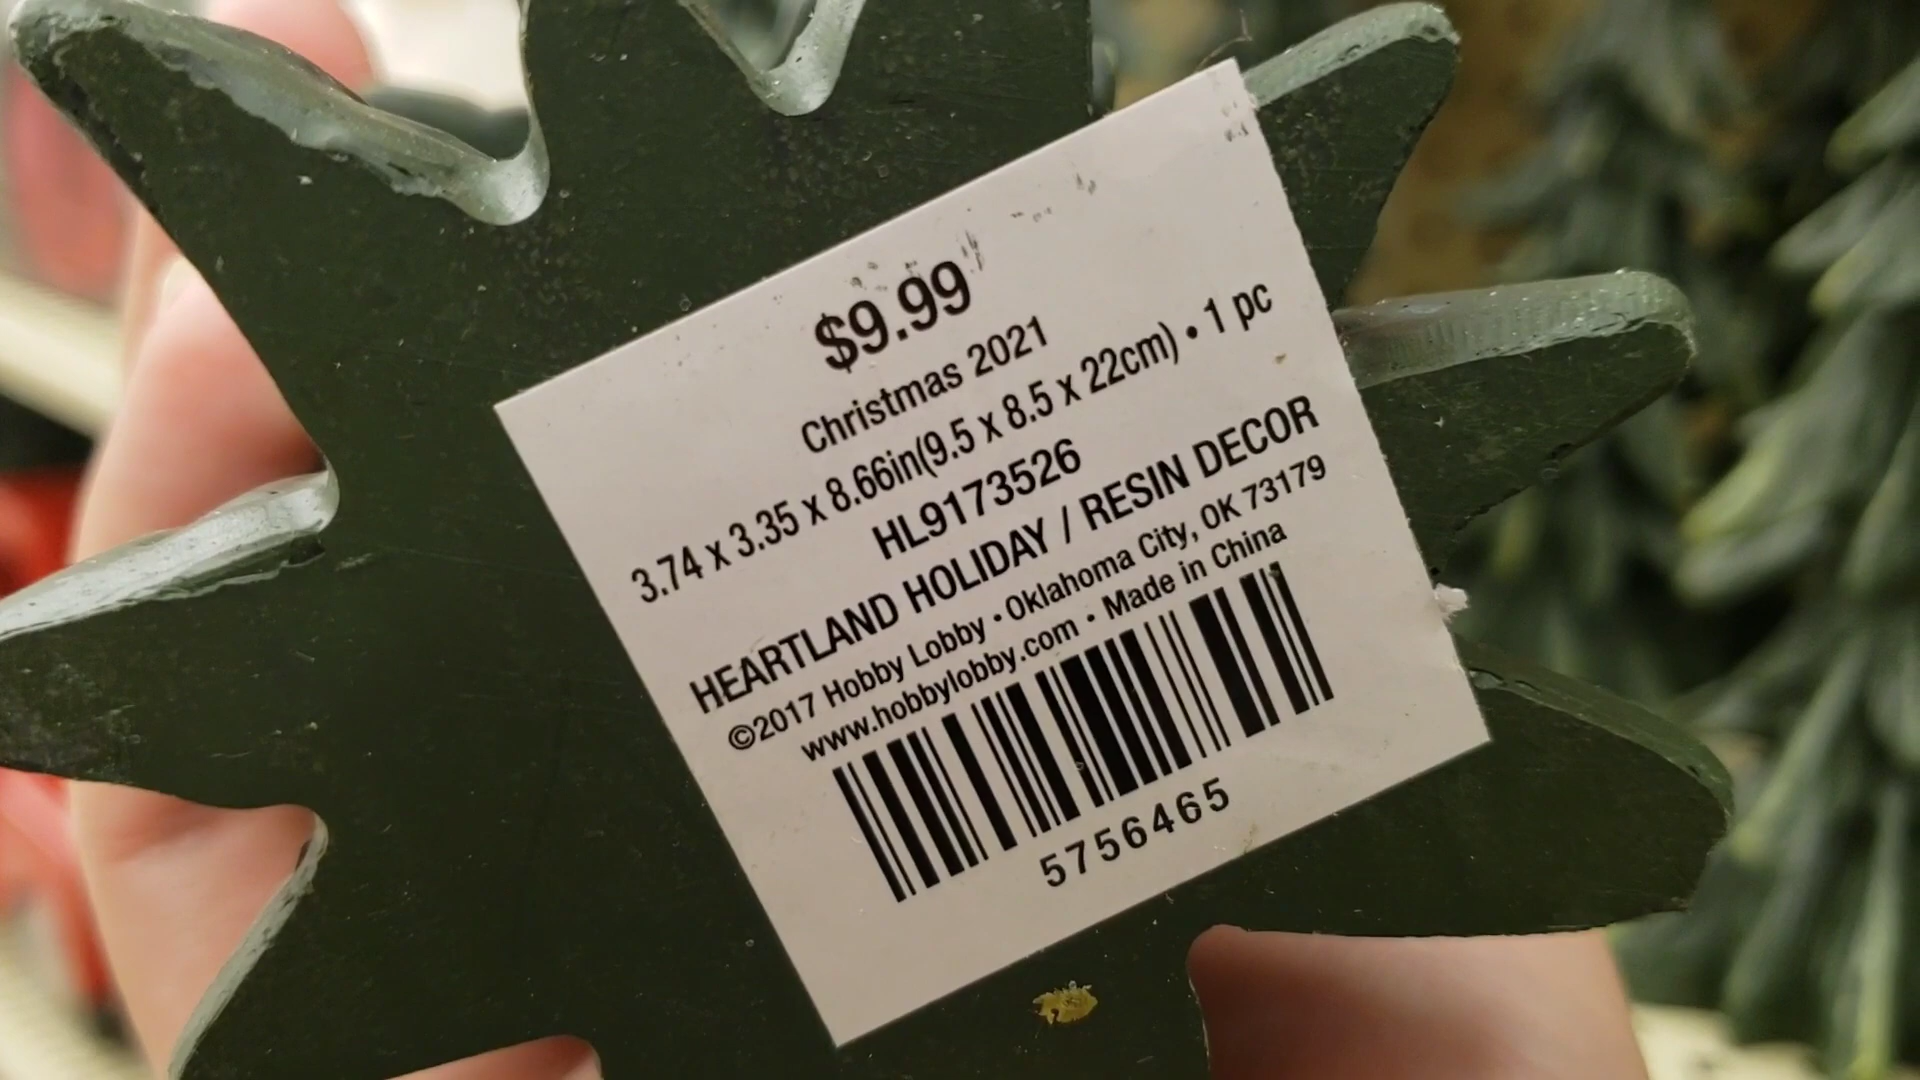 $9.99
Christmas 2021
3.74 x 3.35 x 8.66in(9.5 x 8.5 x 22cm) • 1 pc
HL9173526
HEARTLAND HOLIDAY / RESIN DECOR
©2017 Hobby Lobby • Oklahoma City, OK 73179
www.hobbylobby.com • Made in China
5756465